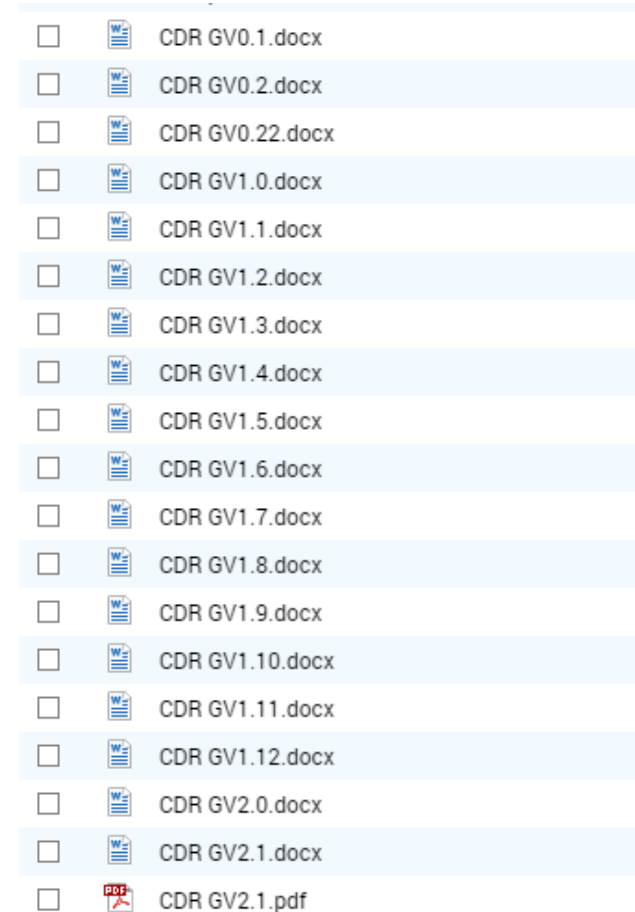 CDR GV0.1.docx
CDR GV0.2.docx
CDR GV0.22.docx
CDR GV1.0.docx
CDR GV1.1.docx
CDR GV1.2.docx
CDR GV1.3.docx
CDR GV1.4.docx
CDR GV1.5.docx
CDR GV1.6.docx
CDR GV1.7.docx
CDR GV1.8.docx
CDR GV1.9.docx
CDR GV1.10.docx
CDR GV1.11.docx
CDR GV1.12.docx
CDR GV2.0.docx
CDR GV2.1.docx
CDR GV2.1.pdf